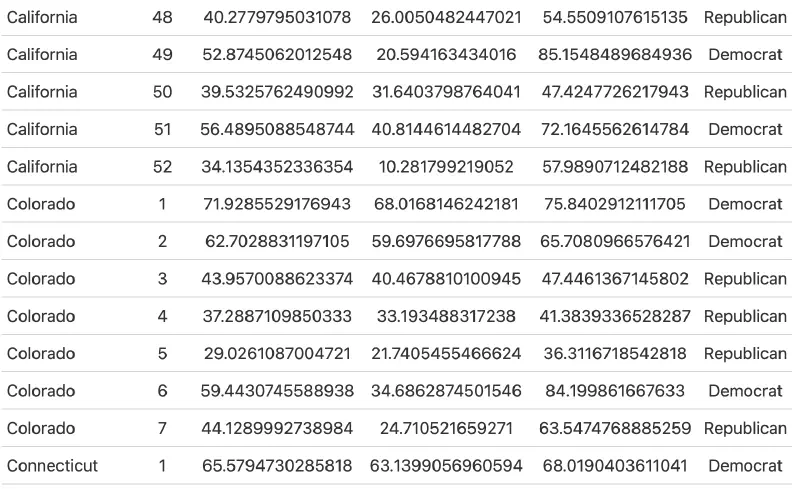 California 48 40.2779795031078 26.0050482447021 54.5509107615135 Republican
California 49 52.8745062012548 20.594163434016 85.1548489684936 Democrat
California 50 39.5325762490992 31.6403798764041 47.4247726217943 Republican
California 51 56.4895088548744 40.8144614482704 72.1645562614784 Democrat
California 52 34.1354352336354 10.281799219052 57.9890712482188 Republican
Colorado 1 71.9285529176943 68.0168146242181 75.8402912111705 Democrat
Colorado 2 62.7028831197105 59.6976695817788 65.7080966576421 Democrat
Colorado 3 43.9570088623374 40.4678810100945 47.4461367145802 Republican
Colorado 4 37.2887109850333 33.193488317238 41.3839336528287 Republican
Colorado 5 29.0261087004721 21.7405455466624 36.3116718542818 Republican
Colorado 6 59.4430745588938 34.6862874501546 84.199861667633 Democrat
Colorado 7 44.1289992738984 24.710521659271 63.5474768885259 Republican
Connecticut 1 65.5794730285818 63.1399056960594 68.0190403611041 Democrat